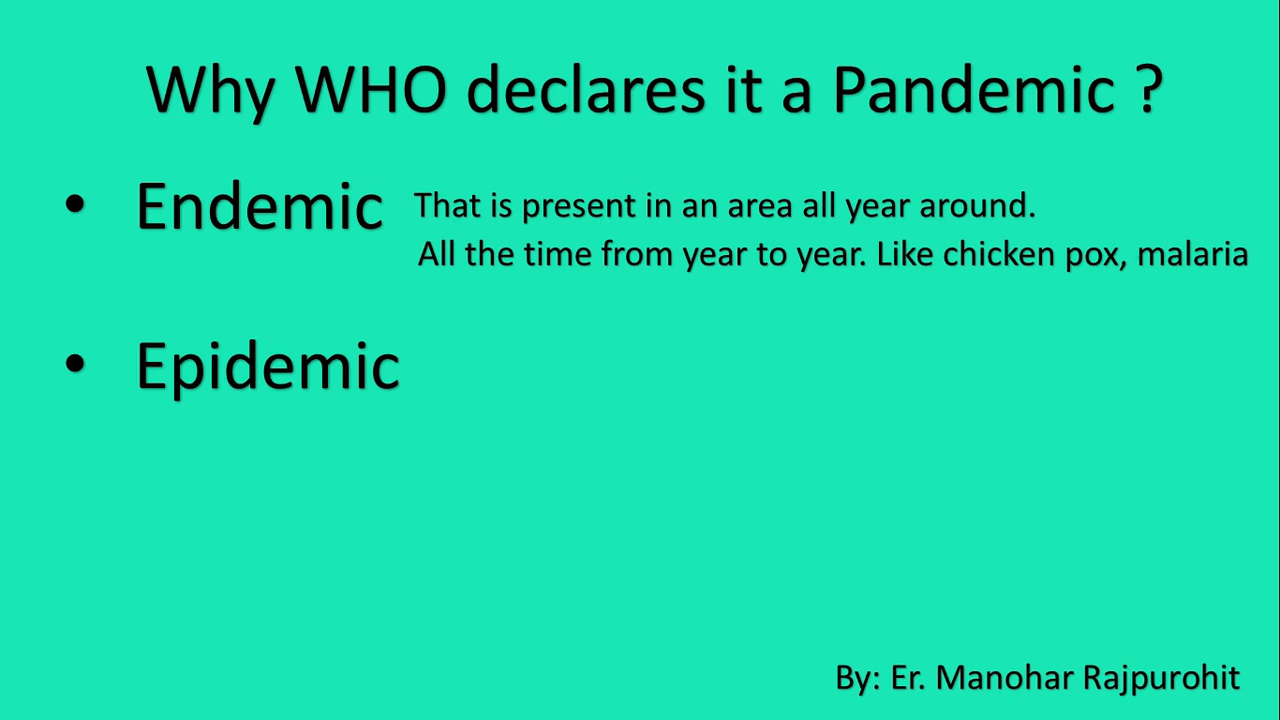 Why WHO declares it a Pandemic ?
• Endemic That is present in an area all year around.
All the time from year to year. Like chicken pox, malaria
• Epidemic
By: Er. Manohar Rajpurohit